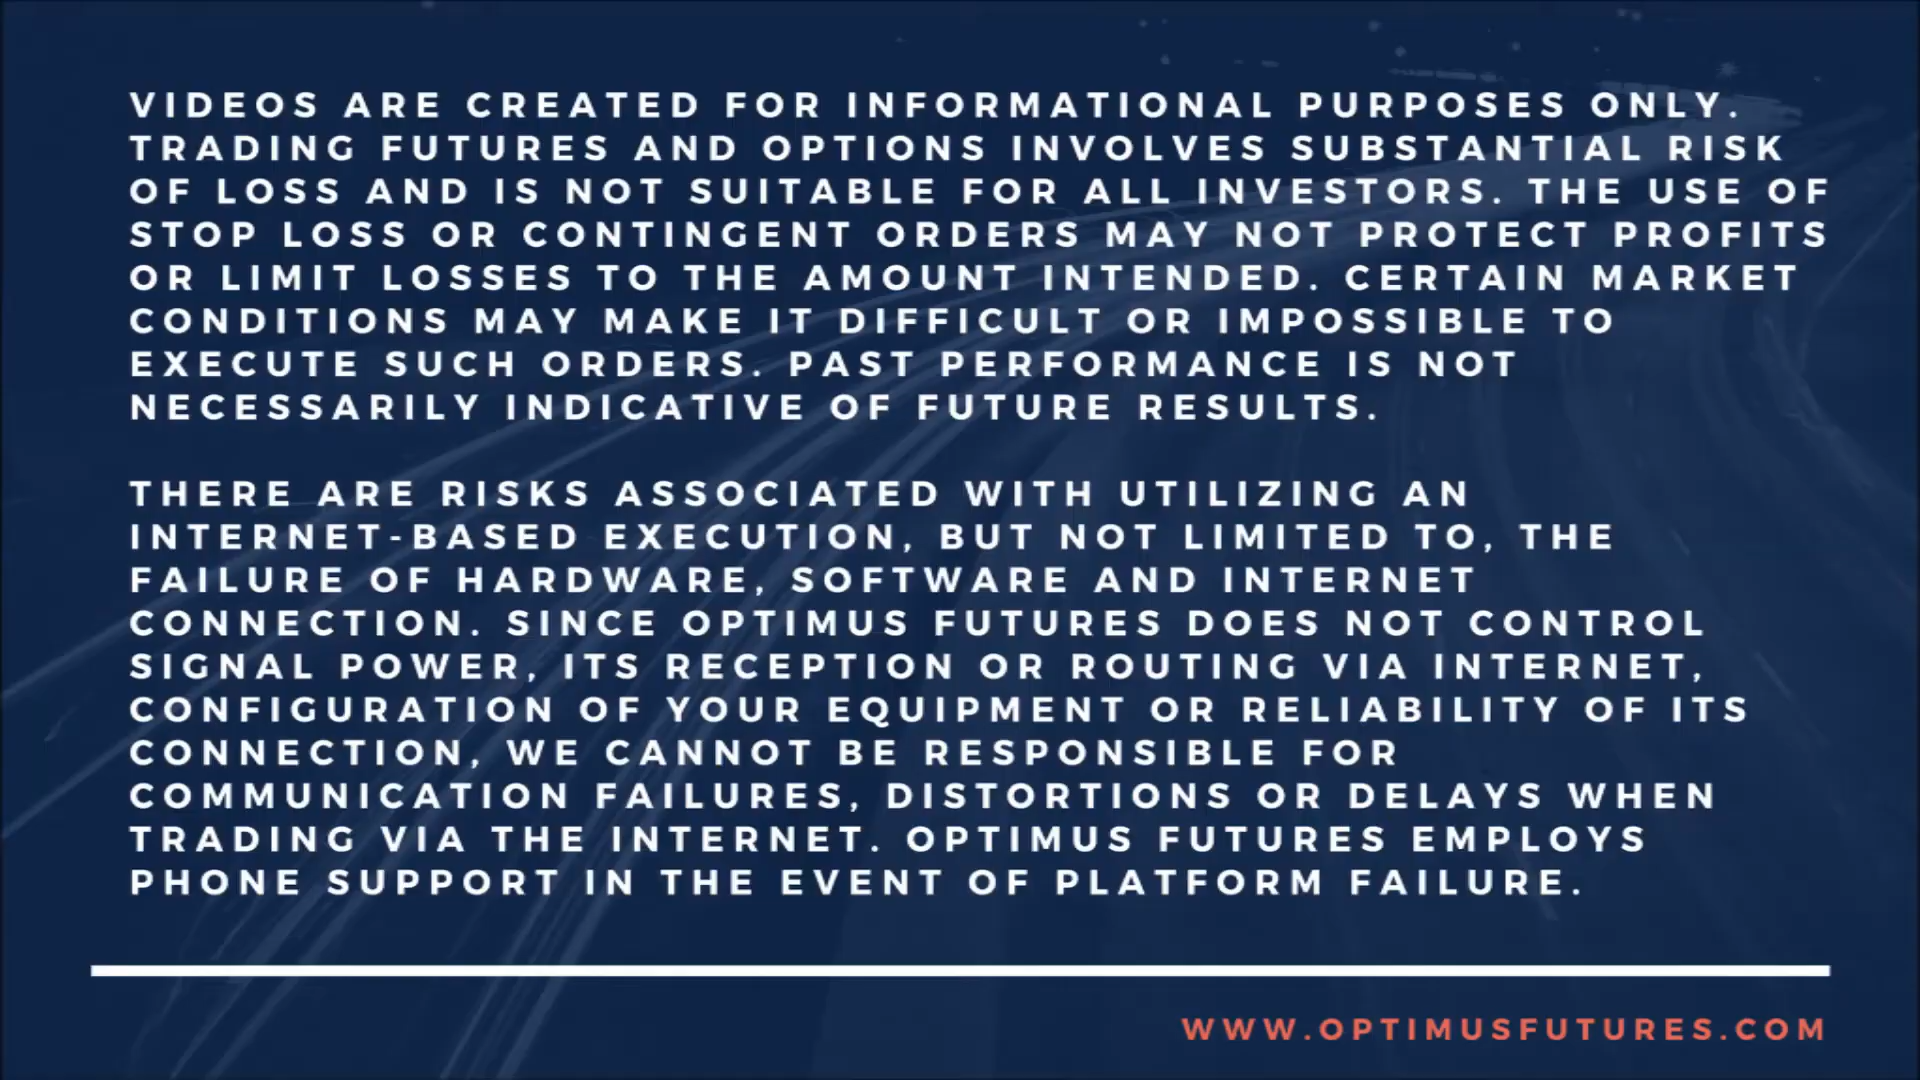 VIDEOS ARE CREATED FOR INFORMATIONAL PURPOSES ONLY.
TRADING FUTURES AND OPTIONS INVOLVES SUBSTANTIAL RISK
OF LOSS AND IS NOT SUITABLE FOR ALL INVESTORS. THE USE OF
STOP LOSS OR CONTINGENT ORDERS MAY NOT PROTECT PROFITS
OR LIMIT LOSSES TO THE AMOUNT INTENDED. CERTAIN MARKET
CONDITIONS MAY MAKE IT DIFFICULT OR IMPOSSIBLE TO
EXECUTE SUCH ORDERS. PAST PERFORMANCE IS NOT
NECESSARILY INDICATIVE OF FUTURE RESULTS.
THERE ARE RISKS ASSOCIATED WITH UTILIZING AN
INTERNET-BASED EXECUTION, BUT NOT LIMITED TO, THE
FAILURE OF HARDWARE, SOFTWARE AND INTERNET
CONNECTION. SINCE OPTIMUS FUTURES DOES NOT CONTROL
SIGNAL POWER, ITS RECEPTION OR ROUTING VIA INTERNET,
CONFIGURATION OF YOUR EQUIPMENT OR RELIABILITY OF ITS
CONNECTION, WE CANNOT BE RESPONSIBLE FOR
COMMUNICATION FAILURES, DISTORTIONS OR DELAYS WHEN
TRADING VIA THE INTERNET. OPTIMUS FUTURES EMPLOYS
PHONE SUPPORT IN THE EVENT OF PLATFORM FAILURE.
WWW.OPTIMUSFUTURES.COM